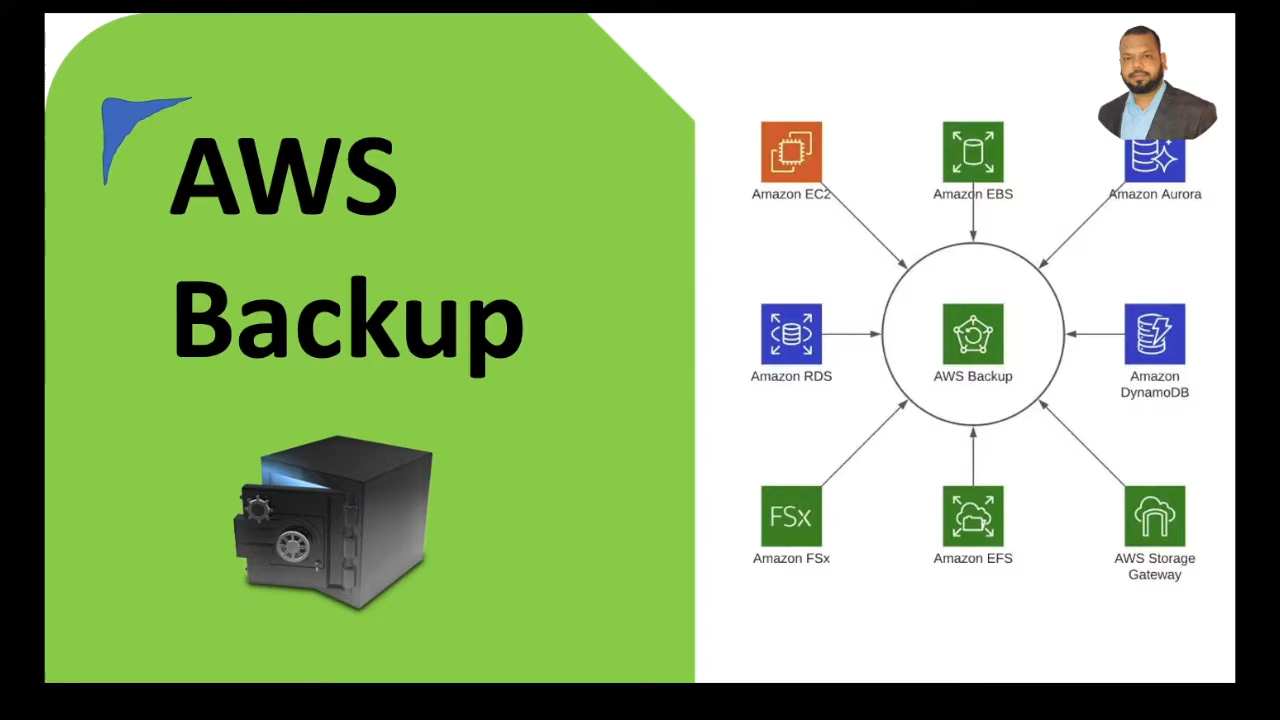 AWS
Backup
Amazon EC2
Amazon EBS
Amazon Aurora
Amazon RDS
AWS Backup
Amazon
DynamoDB
FSx
Amazon FSx
Amazon EFS
AWS Storage
Gateway